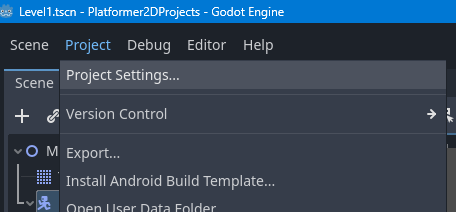 Level1.tscn - Platformer2DProjects - Godot Engine
Scene Project Debug Editor Help
Project Settings...
Scene
Version Control
M
Export...
Install Android Build Template...
Open User Data Folder